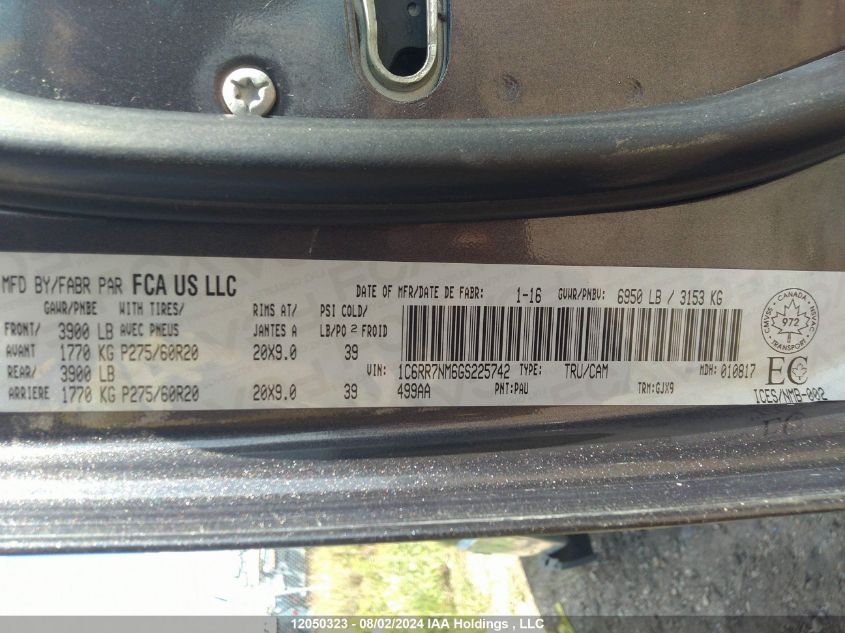 MFD BY/FABR PAR FCA US LLC
DATE OF MFR/DATE DE FABR: 1-16 GVWR/PNBV: 6950 LB / 3153 KG
GAWR/PNBE WITH TIRES/ RIMS AT/ PSI COLD/
FRONT/ 3900 LB AVEC PNEUS JANTES A LB/PO 2 FROID
AVANT 1770 KG P275/60R20 20X9.0 39
REAR/ 3900 LB
ARRIERE 1770 KG P275/60R20 20X9.0 39
VIN: 1C6RR7NM6GS225742 TYPE: TRU/CAM MDH: 010817
499AA PNT:PAU TRM:GJX9
CANADA
972
TRANSPORT
CMVSS
NSVAC
EC
ICES/NMB-002
12050323 - 08/02/2024 IAA Holdings, LLC